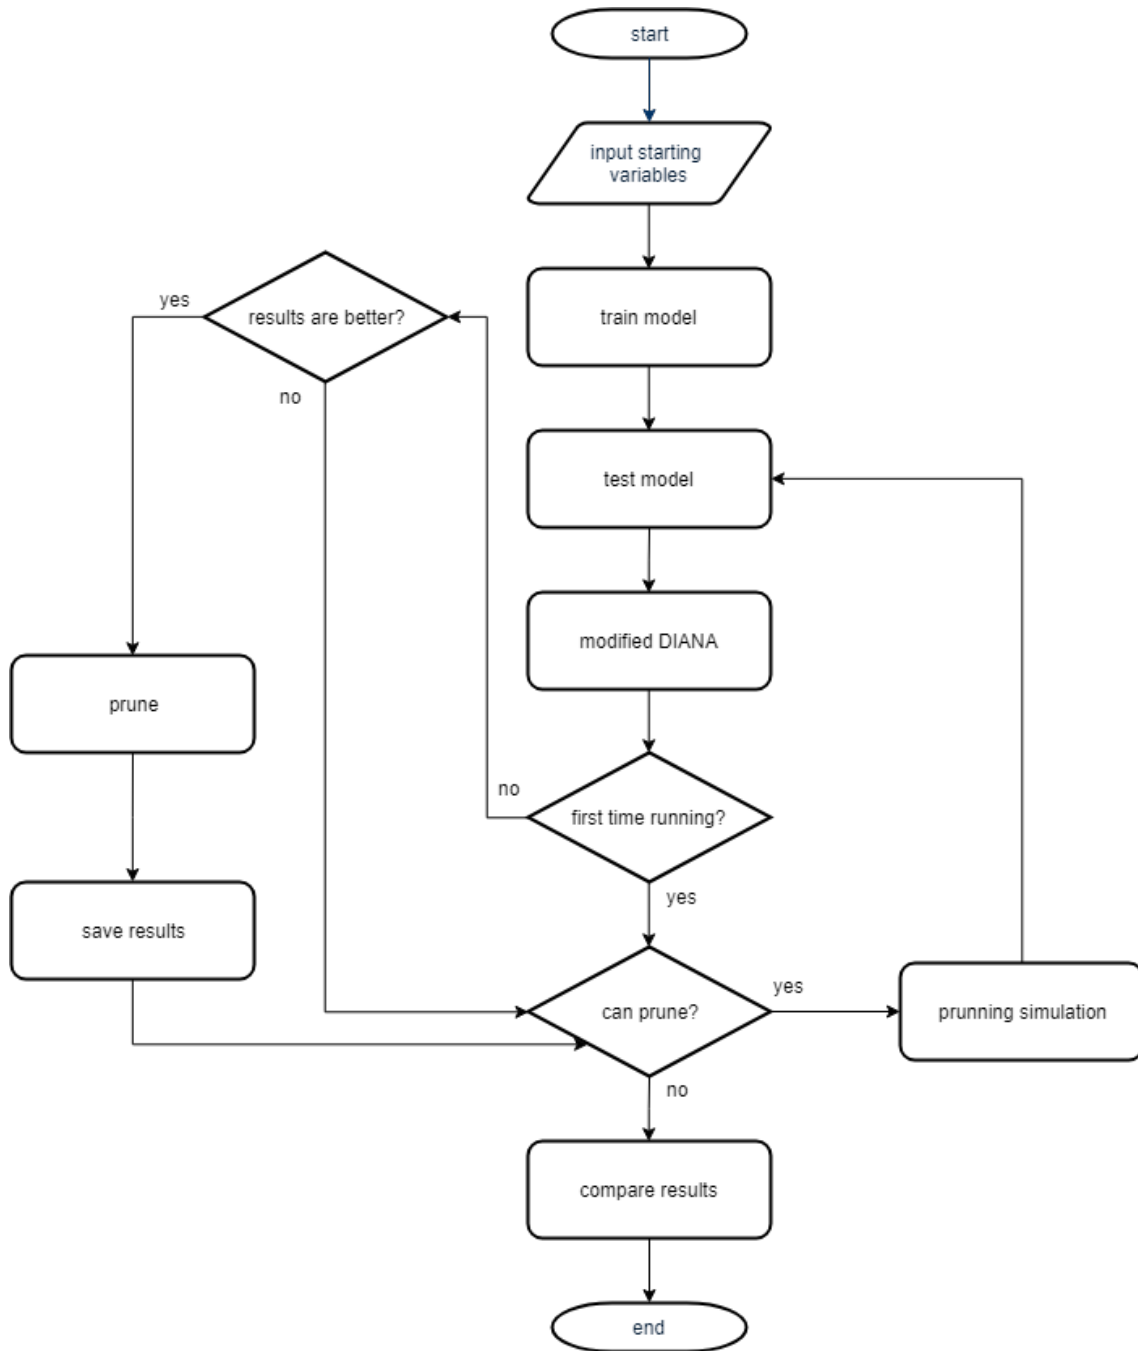 start
input starting
variables
train model
results are better?
yes
no
test model
modified DIANA
prune
first time running?
no
yes
save results
can prune?
yes
no
prunning simulation
compare results
end